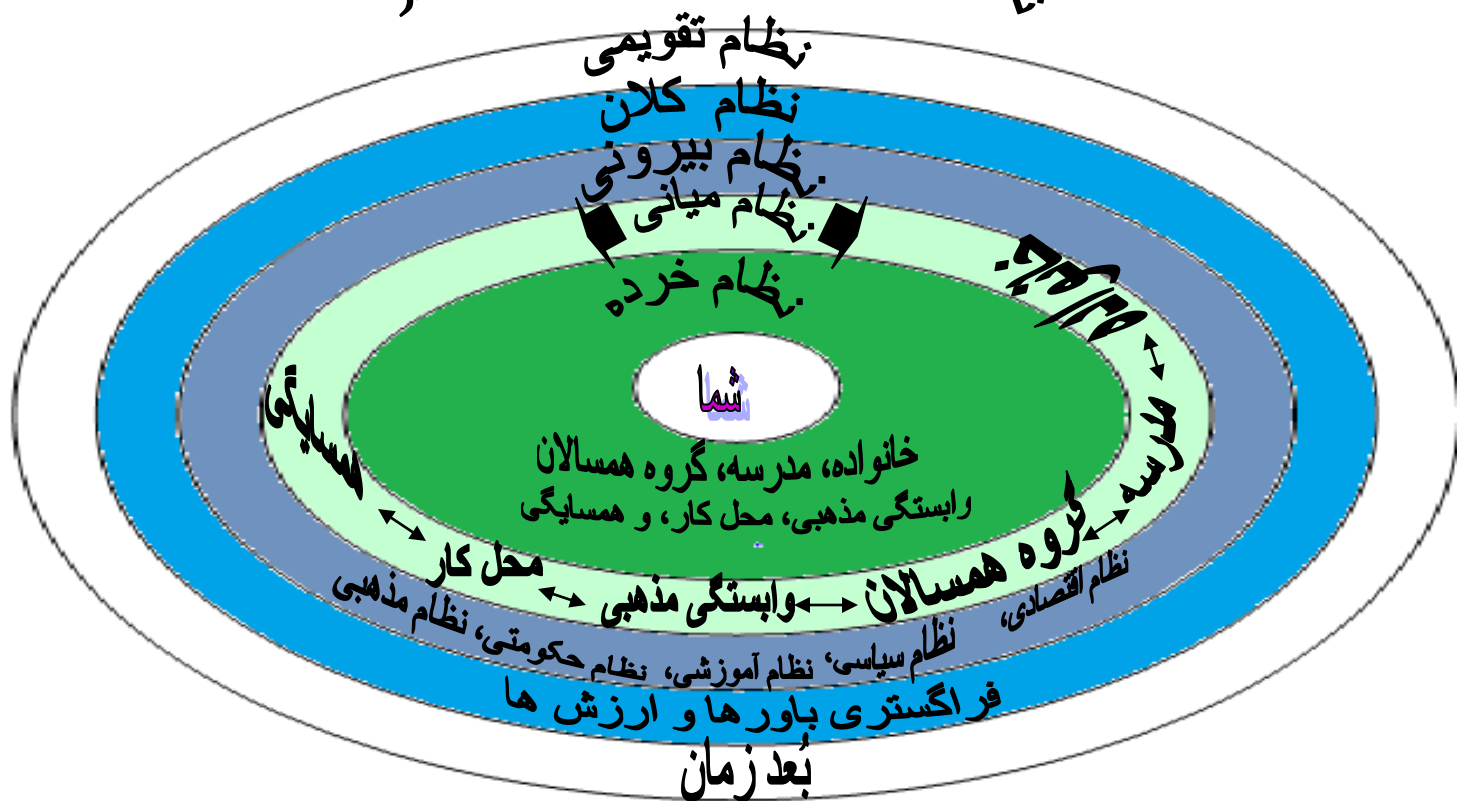 نظام تقویمی
نظام کلان
نظام بیرونی
نظام میانی
نظام خرده
شما
خانواده، مدرسه، گروه همسالان
وابستگی مذهبی، محل کار، و همسایگی
خانواده
مدرسه
گروه همسالان
وابستگی مذهبی
محل کار
همسایگی
نظام اقتصادی،
نظام سیاسی، نظام آموزشی، نظام حکومتی، نظام مذهبی
فراگستری باورها و ارزش ها
بُعد زمان